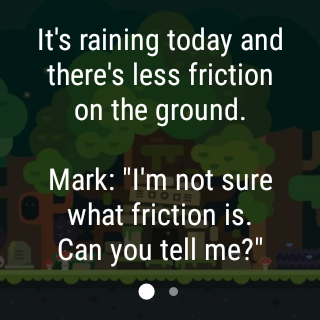 It's raining today and
there's less friction
on the ground.
Mark: "I'm not sure
what friction is.
Can you tell me?"